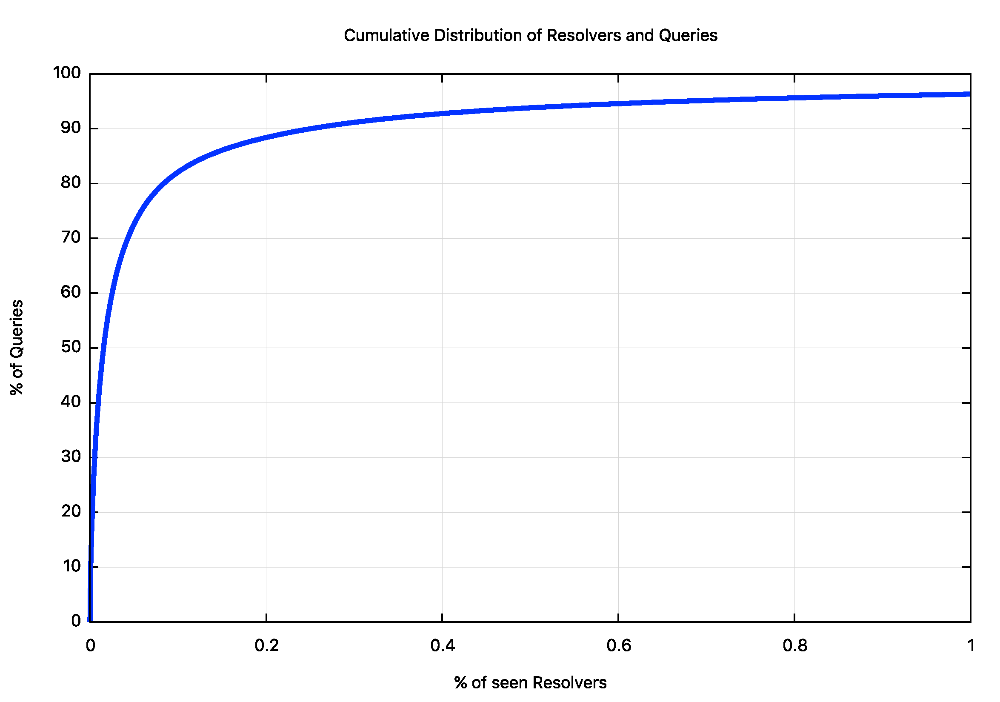 Cumulative Distribution of Resolvers and Queries
100
90
80
70
60
50
40
30
20
10
0
% of Queries
0 0.2 0.4 0.6 0.8 1
% of seen Resolvers